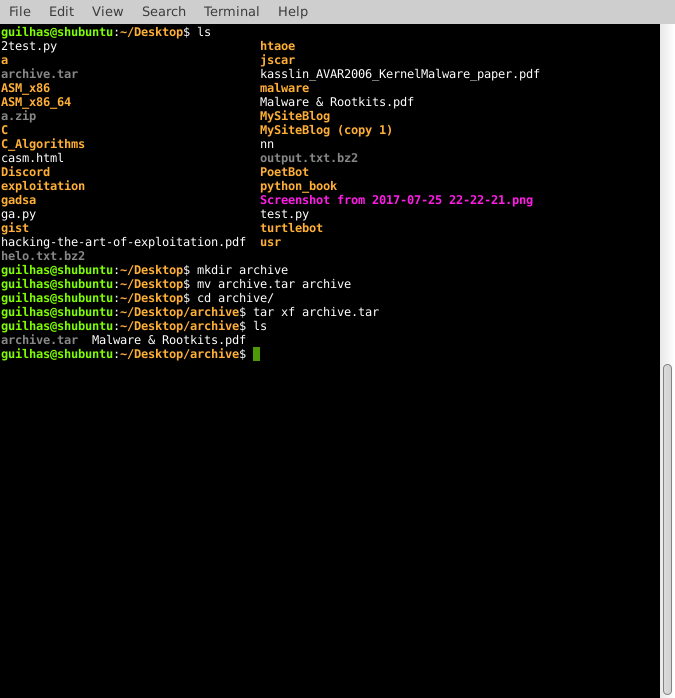 File Edit View Search Terminal Help
guilhas@shubuntu:~/Desktop$ ls
2test.py htaoe
a jscar
archive.tar kasslin_AVAR2006_KernelMalware_paper.pdf
ASM_x86 malware
ASM_x86_64 Malware & Rootkits.pdf
a.zip MySiteBlog
C MySiteBlog (copy 1)
C_Algorithms nn
casm.html output.txt.bz2
Discord PoetBot
exploitation python_book
gadsa Screenshot from 2017-07-25 22-22-21.png
ga.py test.py
gist turtlebot
hacking-the-art-of-exploitation.pdf usr
helo.txt.bz2
guilhas@shubuntu:~/Desktop$ mkdir archive
guilhas@shubuntu:~/Desktop$ mv archive.tar archive
guilhas@shubuntu:~/Desktop$ cd archive/
guilhas@shubuntu:~/Desktop/archive$ tar xf archive.tar
guilhas@shubuntu:~/Desktop/archive$ ls
archive.tar Malware & Rootkits.pdf
guilhas@shubuntu:~/Desktop/archive$